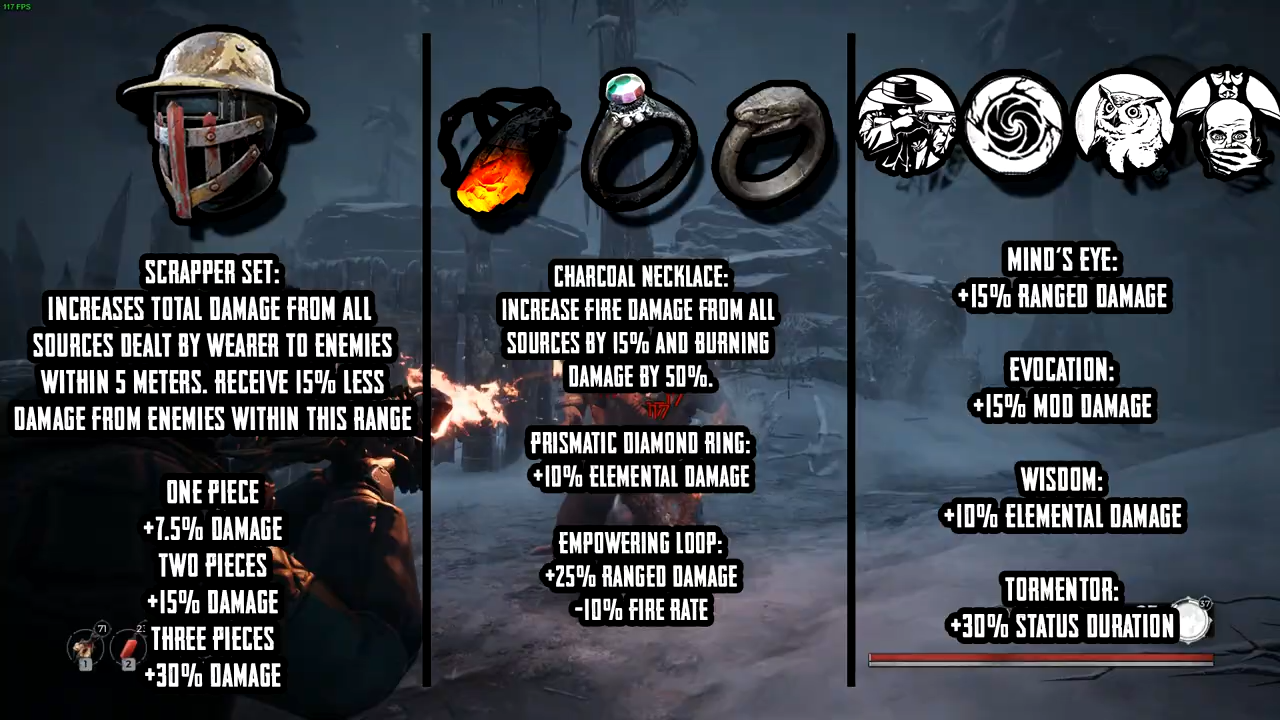 117 FPS
SCRAPPER SET:
INCREASES TOTAL DAMAGE FROM ALL
SOURCES DEALT BY WEARER TO ENEMIES
WITHIN 5 METERS. RECEIVE 15% LESS
DAMAGE FROM ENEMIES WITHIN THIS RANGE
ONE PIECE
+7.5% DAMAGE
TWO PIECES
+15% DAMAGE
THREE PIECES
+30% DAMAGE
71
1
2
CHARCOAL NECKLACE:
INCREASE FIRE DAMAGE FROM ALL
SOURCES BY 15% AND BURNING
DAMAGE BY 50%.
PRISMATIC DIAMOND RING:
+10% ELEMENTAL DAMAGE
EMPOWERING LOOP:
+25% RANGED DAMAGE
-10% FIRE RATE
MIND'S EYE:
+15% RANGED DAMAGE
EVOCATION:
+15% MOD DAMAGE
WISDOM:
+10% ELEMENTAL DAMAGE
TORMENTOR:
+30% STATUS DURATION
37